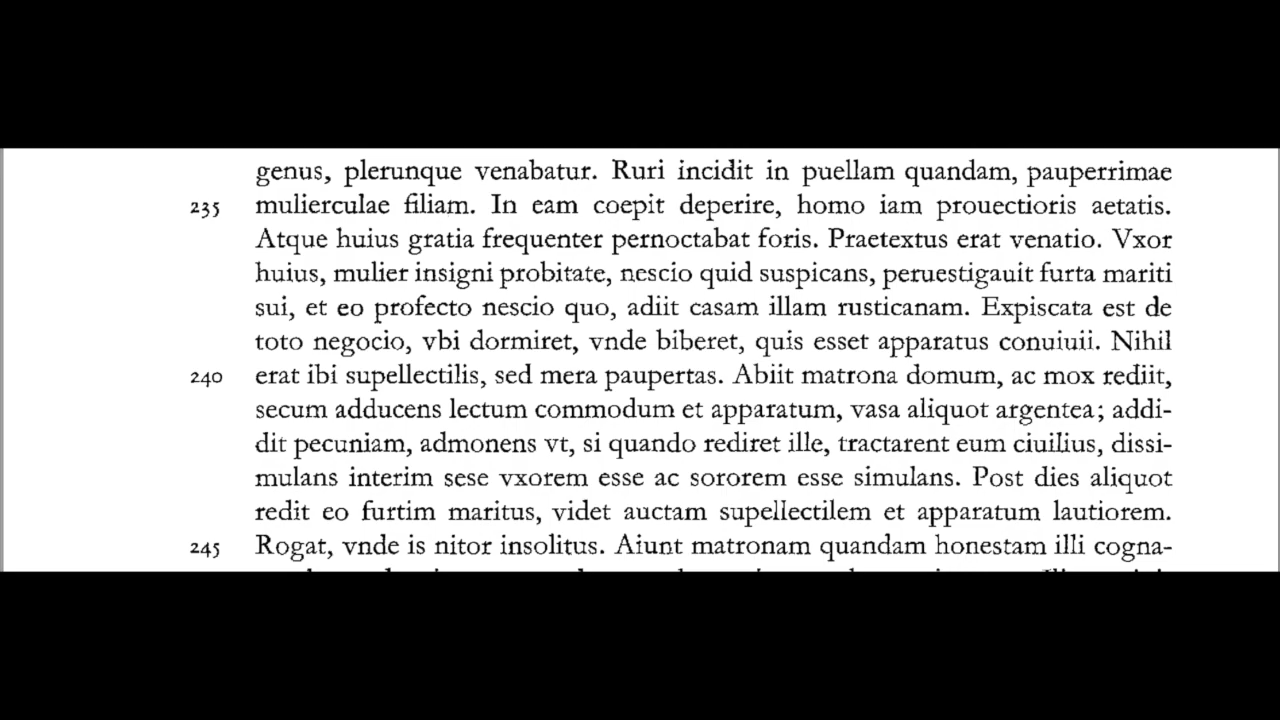 genus, plerunque venabatur. Ruri incidit in puellam quandam, pauperrimae
235 mulierculae filiam. In eam coepit deperire, homo iam prouectioris aetatis.
Atque huius gratia frequenter pernoctabat foris. Praetextus erat venatio. Vxor
huius, mulier insigni probitate, nescio quid suspicans, peruestigauit furta mariti
sui, et eo profecto nescio quo, adiit casam illam rusticanam. Expiscata est de
toto negocio, vbi dormiret, vnde biberet, quis esset apparatus conuiuii. Nihil
240 erat ibi supellectilis, sed mera paupertas. Abiit matrona domum, ac mox rediit,
secum adducens lectum commodum et apparatum, vasa aliquot argentea; addi-
dit pecuniam, admonens vt, si quando rediret ille, tractarent eum ciuilius, dissi-
mulans interim sese vxorem esse ac sororem esse simulans. Post dies aliquot
redit eo furtim maritus, videt auctam supellectilem et apparatum lautiorem.
245 Rogat, vnde is nitor insolitus. Aiunt matronam quandam honestam illi cogna-